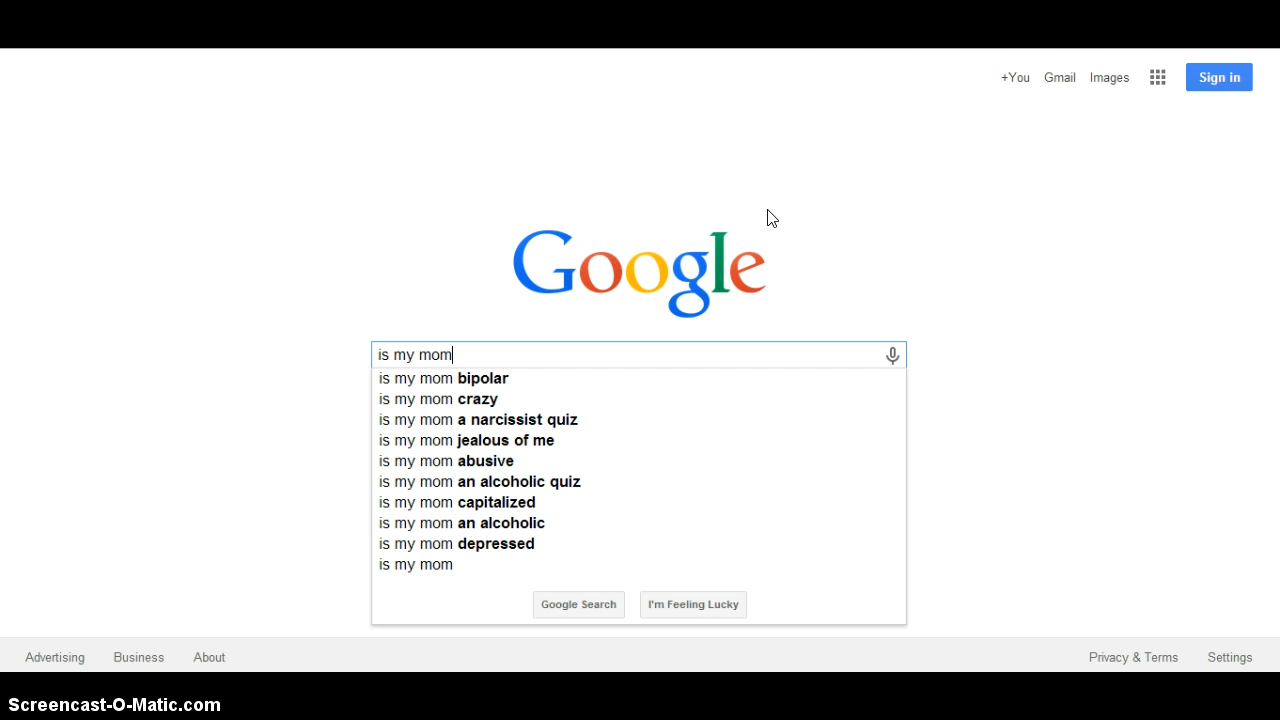 +You Gmail Images Sign in
Google
is my mom
is my mom bipolar
is my mom crazy
is my mom a narcissist quiz
is my mom jealous of me
is my mom abusive
is my mom an alcoholic quiz
is my mom capitalized
is my mom an alcoholic
is my mom depressed
is my mom
Google Search I'm Feeling Lucky
Advertising Business About Privacy & Terms Settings
Screencast-O-Matic.com